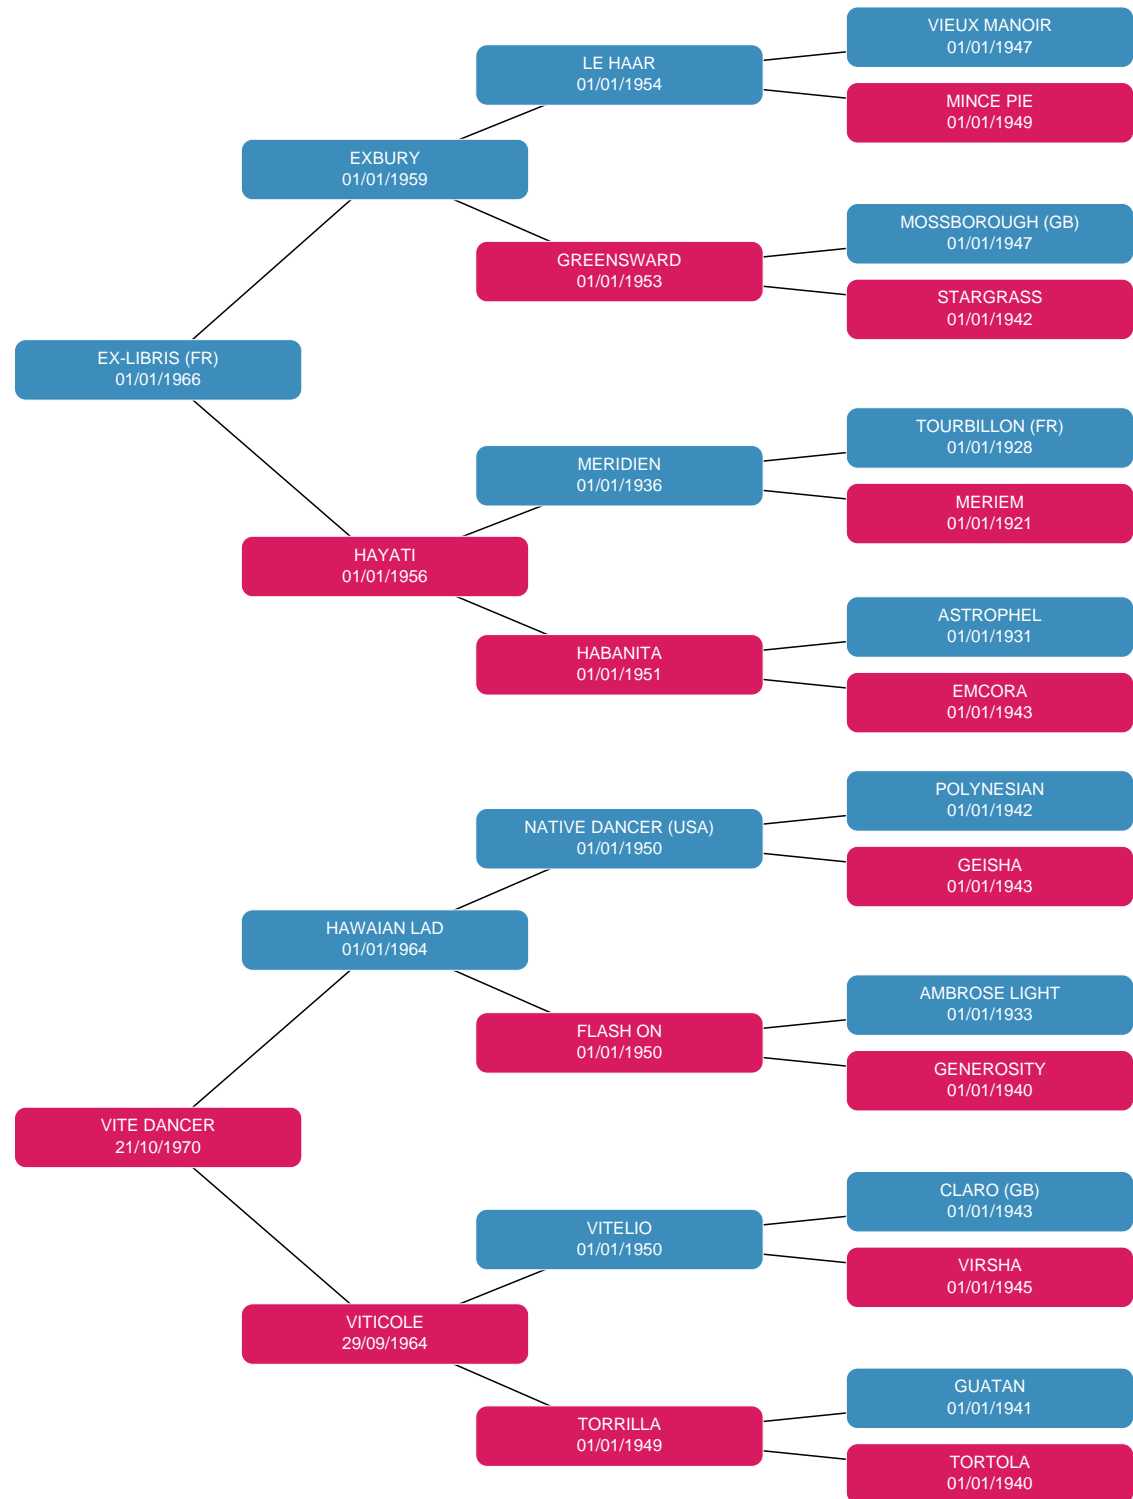 VIEUX MANOIR
01/01/1947
LE HAAR
01/01/1954
MINCE PIE
01/01/1949
EXBURY
01/01/1959
MOSSBOROUGH (GB)
01/01/1947
GREENSWARD
01/01/1953
STARGRASS
01/01/1942
EX-LIBRIS (FR)
01/01/1966
TOURBILLON (FR)
01/01/1928
MERIDIEN
01/01/1936
MERIEM
01/01/1921
HAYATI
01/01/1956
ASTROPHEL
01/01/1931
HABANITA
01/01/1951
EMCORA
01/01/1943
POLYNESIAN
01/01/1942
NATIVE DANCER (USA)
01/01/1950
GEISHA
01/01/1943
HAWAIAN LAD
01/01/1964
AMBROSE LIGHT
01/01/1933
FLASH ON
01/01/1950
GENEROSITY
01/01/1940
VITE DANCER
21/10/1970
CLARO (GB)
01/01/1943
VITELIO
01/01/1950
VIRSHA
01/01/1945
VITICOLE
29/09/1964
GUATAN
01/01/1941
TORRILLA
01/01/1949
TORTOLA
01/01/1940